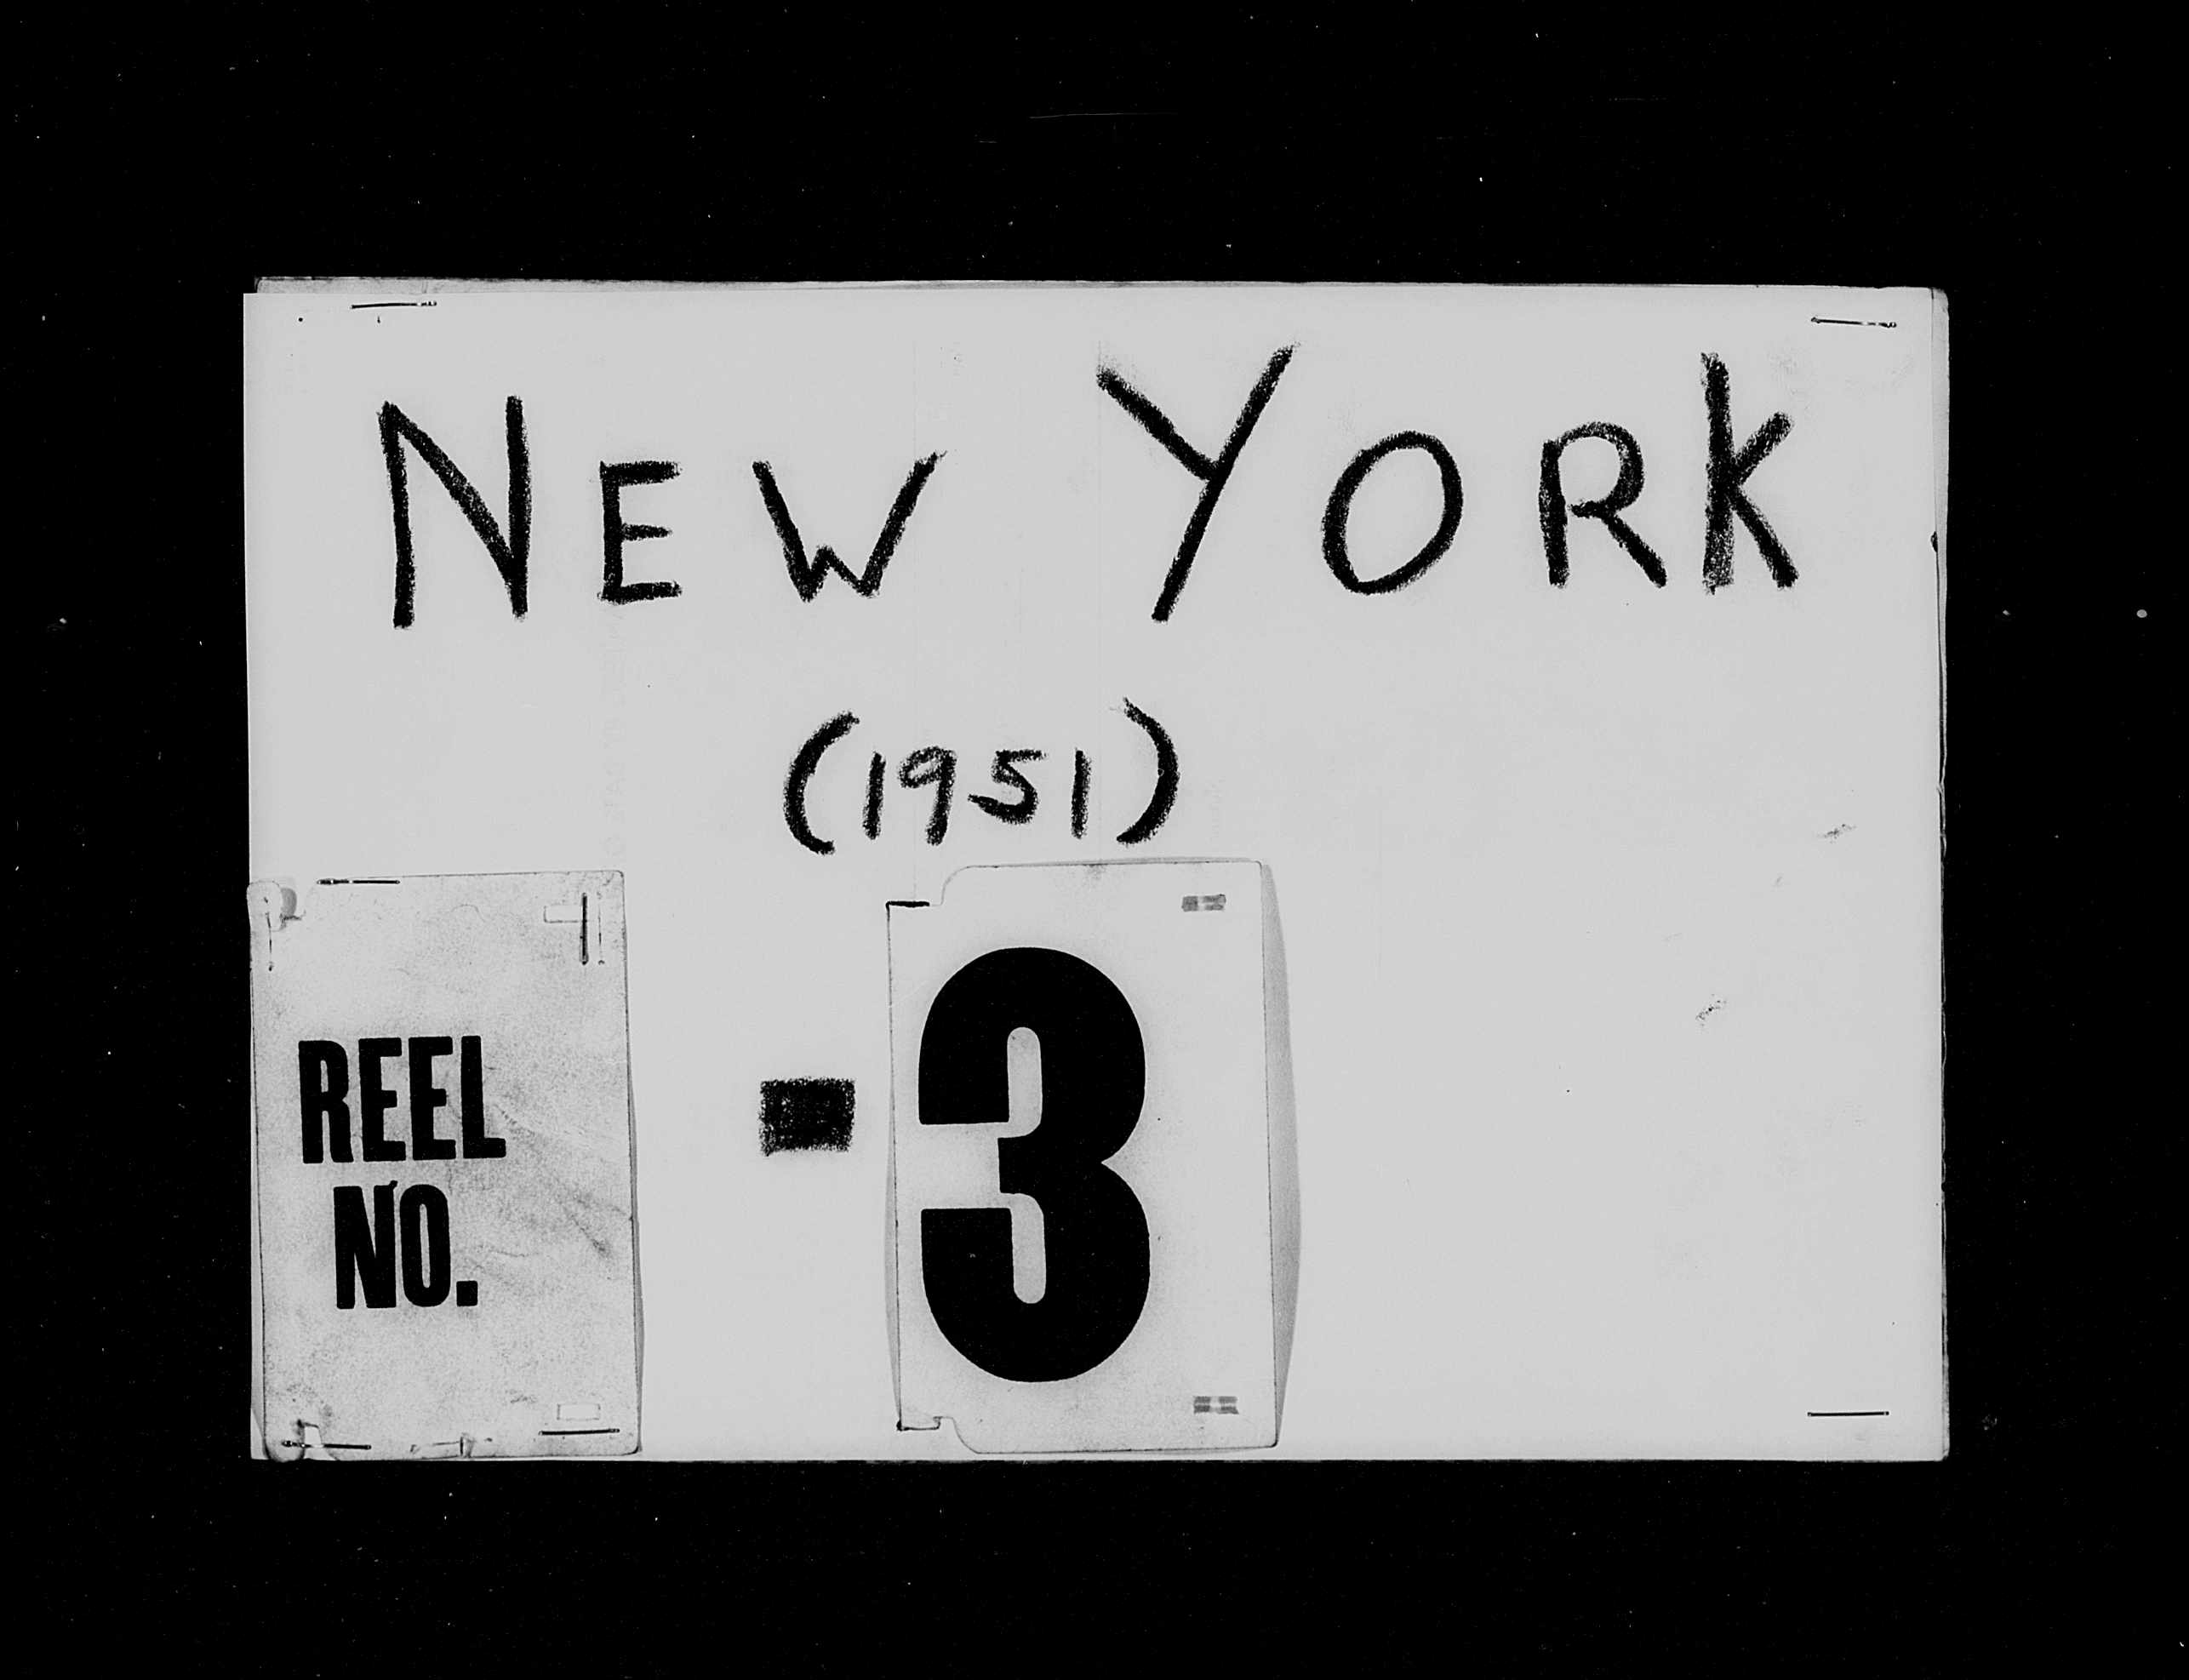 NEW YORK
(1951)
REEL
NO.
- 3